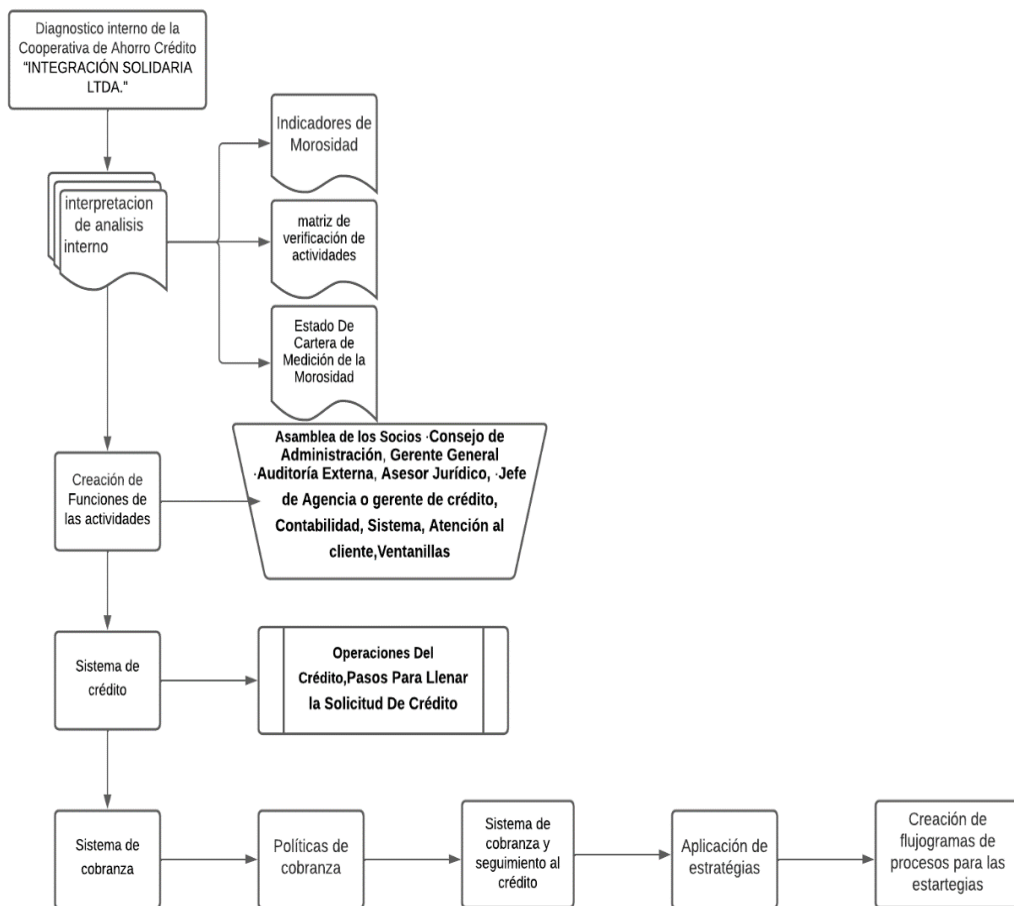 Diagnostico interno de la
Cooperativa de Ahorro Crédito
“INTEGRACIÓN SOLIDARIA
LTDA."
Indicadores de
Morosidad
interpretacion
de analisis
interno
matriz de
verificación de
actividades
Estado De
Cartera de
Medición de la
Morosidad
Asamblea de los Socios ·Consejo de
Administración, Gerente General
·Auditoría Externa, Asesor Jurídico, ·Jefe
de Agencia o gerente de crédito,
Contabilidad, Sistema, Atención al
cliente,Ventanillas
Creación de
Funciones de
las actividades
Sistema de
crédito
Operaciones Del
Crédito,Pasos Para Llenar
la Solicitud De Crédito
Sistema de
cobranza
Políticas de
cobranza
Sistema de
cobranza y
seguimiento al
crédito
Aplicación de
estratégias
Creación de
flujogramas de
procesos para las
estartegias